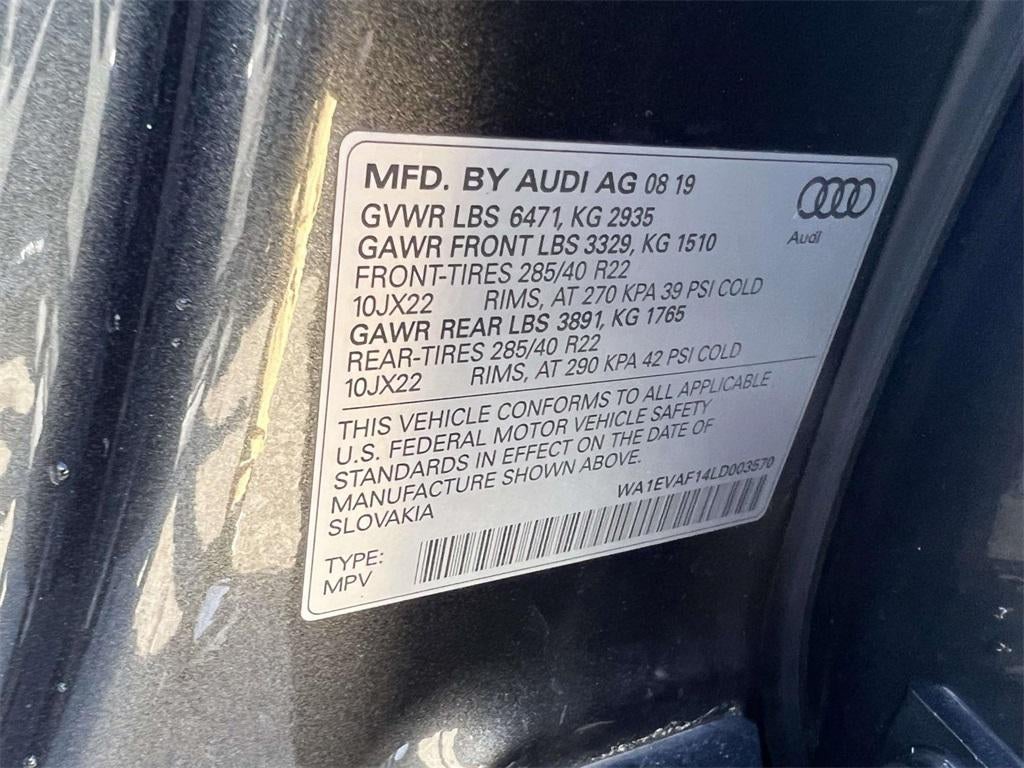 MFD. BY AUDI AG 08 19
Audi
GVWR LBS 6471, KG 2935
GAWR FRONT LBS 3329, KG 1510
FRONT-TIRES 285/40 R22
10JX22 RIMS, AT 270 KPA 39 PSI COLD
GAWR REAR LBS 3891, KG 1765
REAR-TIRES 285/40 R22
10JX22 RIMS, AT 290 KPA 42 PSI COLD
THIS VEHICLE CONFORMS TO ALL APPLICABLE
U.S. FEDERAL MOTOR VEHICLE SAFETY
STANDARDS IN EFFECT ON THE DATE OF
MANUFACTURE SHOWN ABOVE.
SLOVAKIA
WA1EVAF14LD003570
TYPE:
MPV